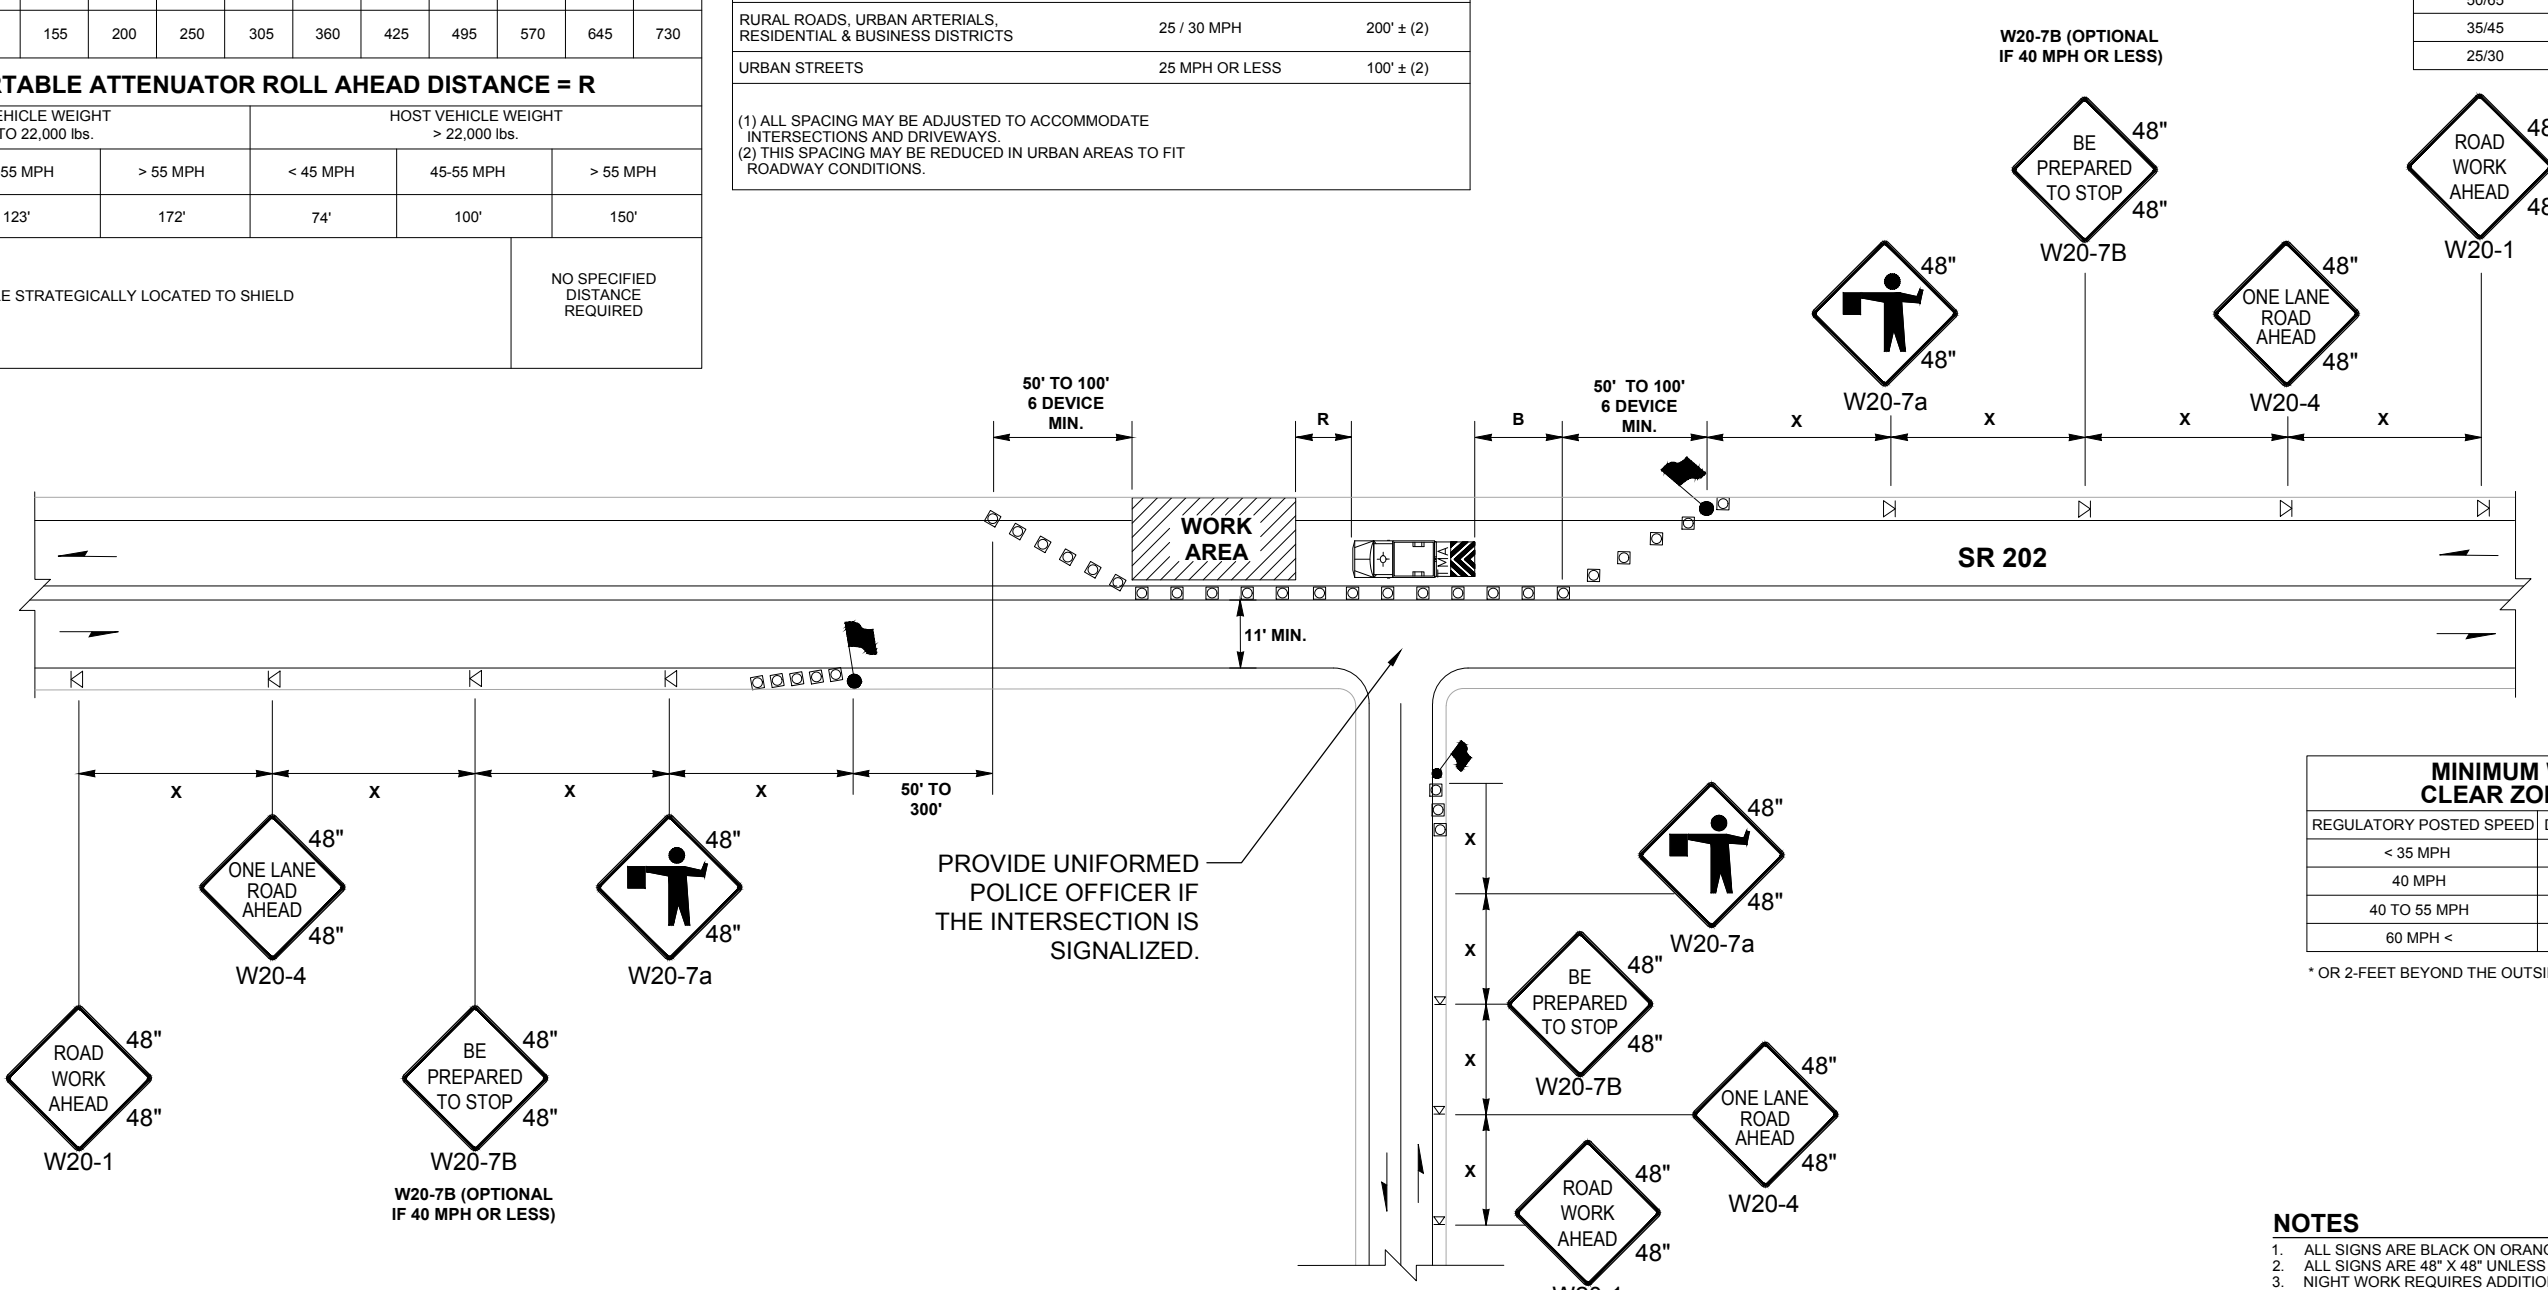 155 200 250 305 360 425 495 570 645 730
ATTENUATOR ROLL AHEAD DISTANCE = R
WEIGHT
TO 22,000 lbs.
HOST VEHICLE WEIGHT
> 22,000 lbs.
55 MPH > 55 MPH < 45 MPH 45-55 MPH > 55 MPH
123' 172' 74' 100' 150'
STRATEGICALLY LOCATED TO SHIELD
NO SPECIFIED
DISTANCE
REQUIRED
RURAL ROADS, URBAN ARTERIALS,
RESIDENTIAL & BUSINESS DISTRICTS
25 / 30 MPH 200' ± (2)
URBAN STREETS 25 MPH OR LESS 100' ± (2)
(1) ALL SPACING MAY BE ADJUSTED TO ACCOMMODATE
INTERSECTIONS AND DRIVEWAYS.
(2) THIS SPACING MAY BE REDUCED IN URBAN AREAS TO FIT
ROADWAY CONDITIONS.
35/45
25/30
W20-7B (OPTIONAL
IF 40 MPH OR LESS)
BE
PREPARED
TO STOP
48"
48"
W20-7B
ROAD
WORK
AHEAD
W20-1
48"
48"
W20-7a
ONE LANE
ROAD
AHEAD
48"
48"
W20-4
50' TO 100'
6 DEVICE
MIN.
R
B
50' TO 100'
6 DEVICE
MIN.
X X X X
WORK
AREA
TMA
SR 202
11' MIN.
X X X X
50' TO
300'
ONE LANE
ROAD
AHEAD
48"
48"
W20-4
48"
48"
W20-7a
ROAD
WORK
AHEAD
48"
48"
W20-1
BE
PREPARED
TO STOP
48"
48"
W20-7B
W20-7B (OPTIONAL
IF 40 MPH OR LESS)
PROVIDE UNIFORMED
POLICE OFFICER IF
THE INTERSECTION IS
SIGNALIZED.
X
X
X
X
48"
48"
W20-7a
BE
PREPARED
TO STOP
48"
48"
W20-7B
ONE LANE
ROAD
AHEAD
48"
48"
W20-4
ROAD
WORK
AHEAD
48"
48"
MINIMUM
CLEAR
REGULATORY POSTED SPEED
< 35 MPH
40 MPH
40 TO 55 MPH
60 MPH <
* OR 2-FEET BEYOND THE
NOTES
1. ALL SIGNS ARE BLACK ON
2. ALL SIGNS ARE 48" X 48" UNLESS
3. NIGHT WORK REQUIRES